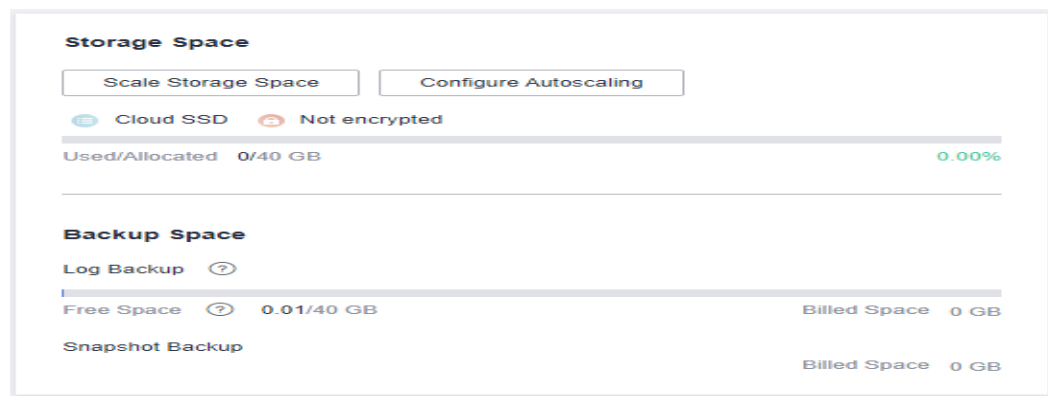 Storage Space
Scale Storage Space Configure Autoscaling
Cloud SSD Not encrypted
Used/Allocated 0/40 GB 0.00%
Backup Space
Log Backup ?
Free Space ? 0.01/40 GB Billed Space 0 GB
Snapshot Backup
Billed Space 0 GB